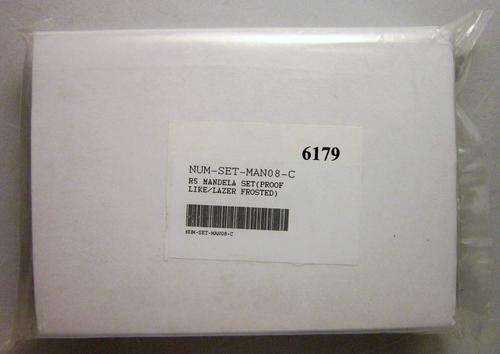 6179
NUM-SET-MAN08-C
R5 MANDELA SET(PROOF
LIKE/LAZER FROSTED)
NUM-SET-MAN08-C